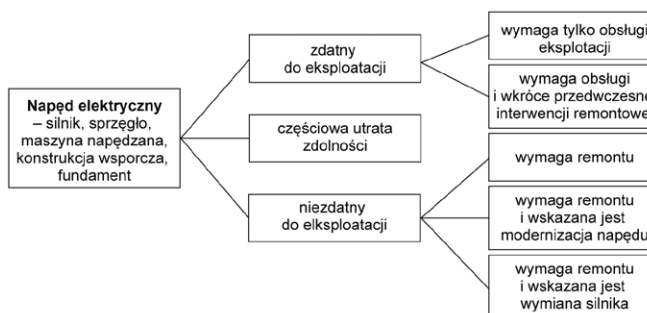 Napęd elektryczny
– silnik, sprzęgło,
maszyna napędzana,
konstrukcja wsporcza,
fundament
zdatny
do eksploatacji
częściowa utrata
zdolności
niezdatny
do elksploatacji
wymaga tylko obsługi
eksplotacji
wymaga obsługi
i wkróce przedwczesne
interwencji remontowe
wymaga remontu
wymaga remontu
i wskazana jest
modernizacja napędu
wymaga remontu
i wskazana jest
wymiana silnika